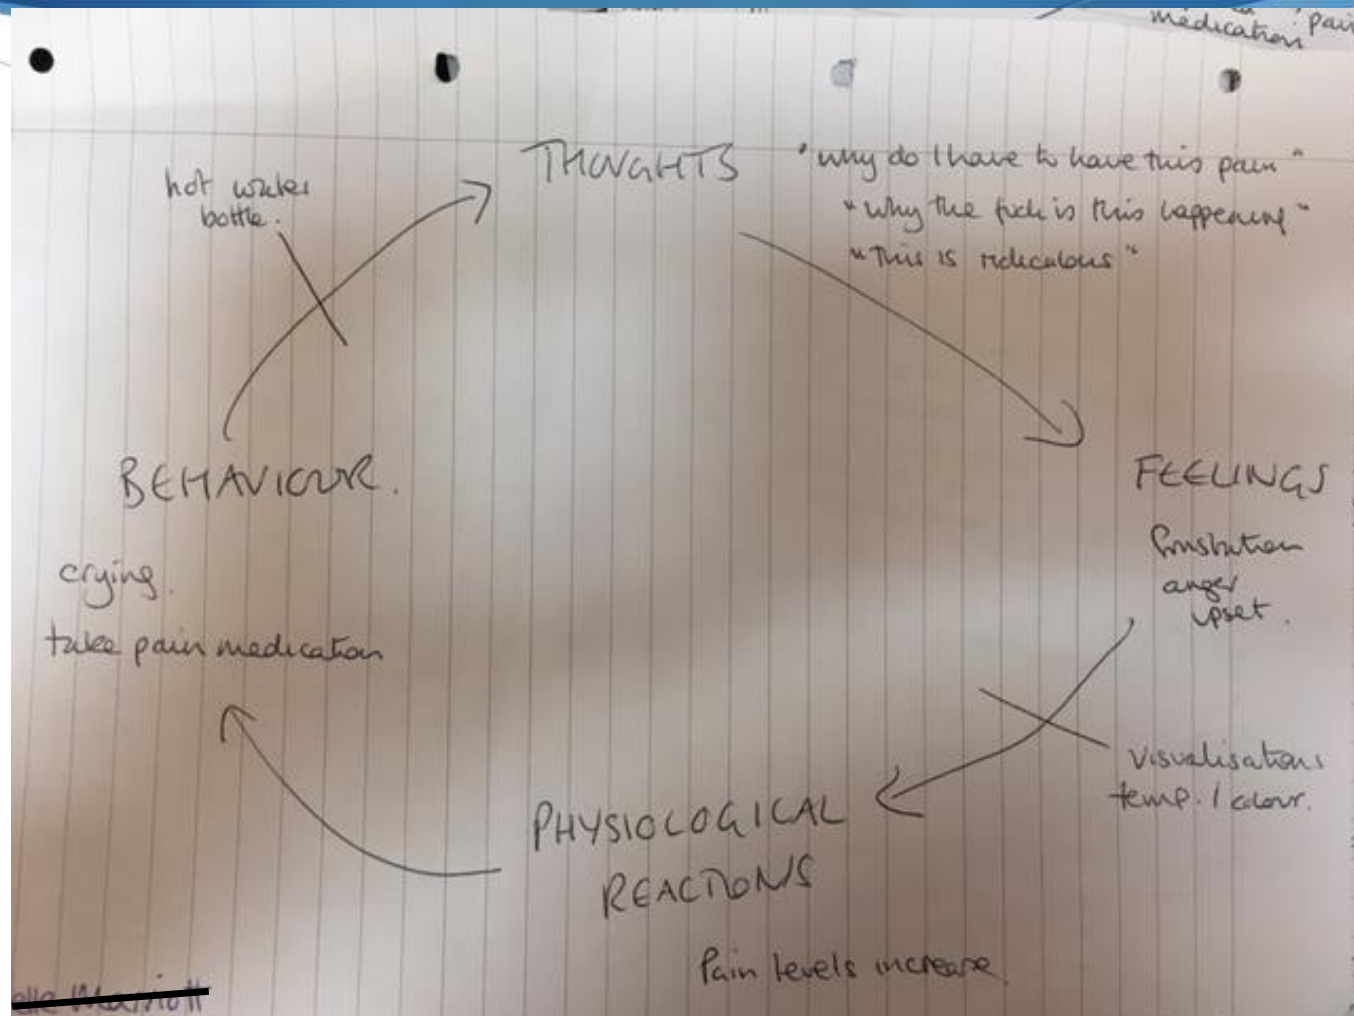 medication pain
THOUGHTS
"why do I have to have this pain"
"why the fuck is this happening"
"This is ridiculous"
hot water
bottle.
BEHAVIOUR.
FEELINGS
frustration
anger
upset.
crying.
take pain medication
visualisations
temp. / colour.
PHYSIOLOGICAL
REACTIONS
Pain levels increase